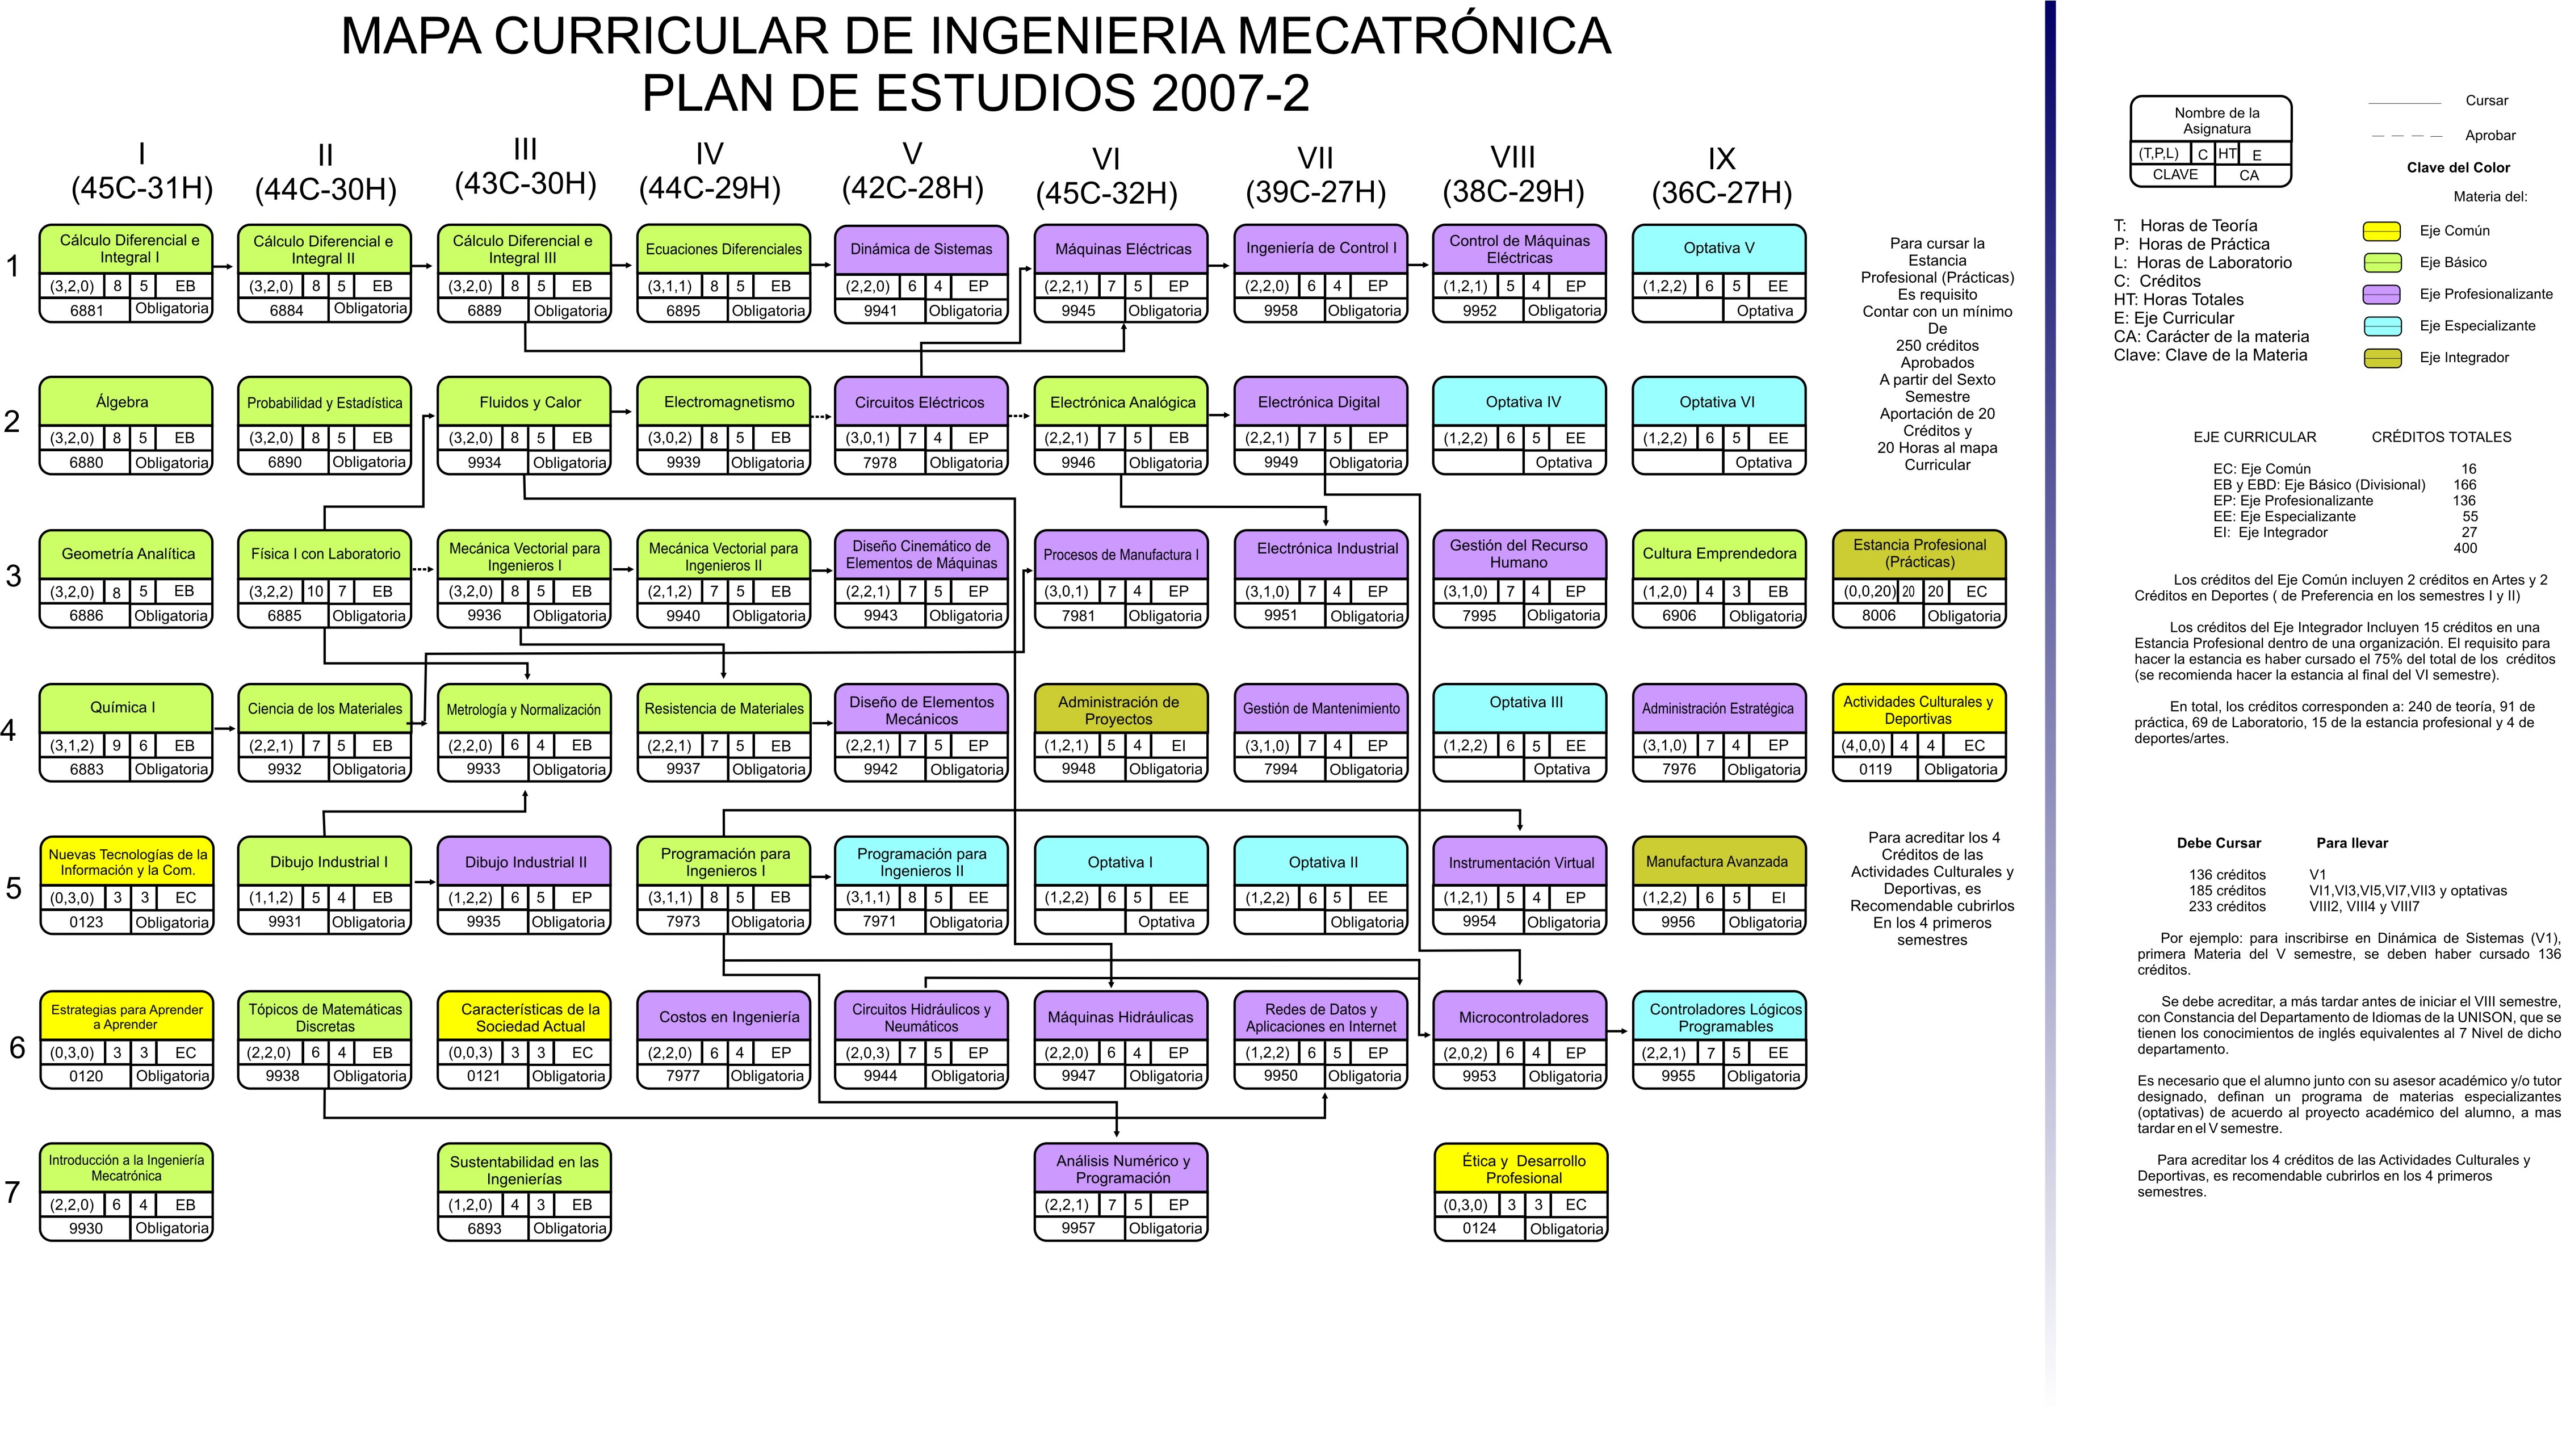 MAPA CURRICULAR DE INGENIERIA MECATRÓNICA
PLAN DE ESTUDIOS 2007-2
I
(45C-31H)
II
(44C-30H)
III
(43C-30H)
IV
(44C-29H)
V
(42C-28H)
VI
(45C-32H)
VII
(39C-27H)
VIII
(38C-29H)
IX
(36C-27H)
1
Cálculo Diferencial e
Integral I
(3,2,0) 8 5 EB
6881 Obligatoria
Cálculo Diferencial e
Integral II
(3,2,0) 8 5 EB
6884 Obligatoria
Cálculo Diferencial e
Integral III
(3,2,0) 8 5 EB
6889 Obligatoria
Ecuaciones Diferenciales
(3,1,1) 8 5 EB
6895 Obligatoria
Dinámica de Sistemas
(2,2,0) 6 4 EP
9941 Obligatoria
Máquinas Eléctricas
(2,2,1) 7 5 EP
9945 Obligatoria
Ingeniería de Control I
(2,2,0) 6 4 EP
9958 Obligatoria
Control de Máquinas
Eléctricas
(1,2,1) 5 4 EP
9952 Obligatoria
Optativa V
(1,2,2) 6 5 EE
Optativa
Para cursar la
Estancia
Profesional (Prácticas)
Es requisito
Contar con un mínimo
De
250 créditos
Aprobados
A partir del Sexto
Semestre
Aportación de 20
Créditos y
20 Horas al mapa
Curricular
2
Álgebra
(3,2,0) 8 5 EB
6880 Obligatoria
Probabilidad y Estadística
(3,2,0) 8 5 EB
6890 Obligatoria
Fluidos y Calor
(3,2,0) 8 5 EB
9934 Obligatoria
Electromagnetismo
(3,0,2) 8 5 EB
9939 Obligatoria
Circuitos Eléctricos
(3,0,1) 7 4 EP
7978 Obligatoria
Electrónica Analógica
(2,2,1) 7 5 EB
9946 Obligatoria
Electrónica Digital
(2,2,1) 7 5 EP
9949 Obligatoria
Optativa IV
(1,2,2) 6 5 EE
Optativa
Optativa VI
(1,2,2) 6 5 EE
Optativa
3
Geometría Analítica
(3,2,0) 8 5 EB
6886 Obligatoria
Física I con Laboratorio
(3,2,2) 10 7 EB
6885 Obligatoria
Mecánica Vectorial para
Ingenieros I
(3,2,0) 8 5 EB
9936 Obligatoria
Mecánica Vectorial para
Ingenieros II
(2,1,2) 7 5 EB
9940 Obligatoria
Diseño Cinemático de
Elementos de Máquinas
(2,2,1) 7 5 EP
9943 Obligatoria
Procesos de Manufactura I
(3,0,1) 7 4 EP
7981 Obligatoria
Electrónica Industrial
(3,1,0) 7 4 EP
9951 Obligatoria
Gestión del Recurso
Humano
(3,1,0) 7 4 EP
7995 Obligatoria
Cultura Emprendedora
(1,2,0) 4 3 EB
6906 Obligatoria
Estancia Profesional
(Prácticas)
(0,0,20) 20 20 EC
8006 Obligatoria
4
Química I
(3,1,2) 9 6 EB
6883 Obligatoria
Ciencia de los Materiales
(2,2,1) 7 5 EB
9932 Obligatoria
Metrología y Normalización
(2,2,0) 6 4 EB
9933 Obligatoria
Resistencia de Materiales
(2,2,1) 7 5 EB
9937 Obligatoria
Diseño de Elementos
Mecánicos
(2,2,1) 7 5 EP
9942 Obligatoria
Administración de
Proyectos
(1,2,1) 5 4 EI
9948 Obligatoria
Gestión de Mantenimiento
(3,1,0) 7 4 EP
7994 Obligatoria
Optativa III
(1,2,2) 6 5 EE
Optativa
Administración Estratégica
(3,1,0) 7 4 EP
7976 Obligatoria
Actividades Culturales y
Deportivas
(4,0,0) 4 4 EC
0119 Obligatoria
5
Nuevas Tecnologías de la
Información y la Com.
(0,3,0) 3 3 EC
0123 Obligatoria
Dibujo Industrial I
(1,1,2) 5 4 EB
9931 Obligatoria
Dibujo Industrial II
(1,2,2) 6 5 EP
9935 Obligatoria
Programación para
Ingenieros I
(3,1,1) 8 5 EB
7973 Obligatoria
Programación para
Ingenieros II
(3,1,1) 8 5 EE
7971 Obligatoria
Optativa I
(1,2,2) 6 5 EE
Optativa
Optativa II
(1,2,2) 6 5 EE
Obligatoria
Instrumentación Virtual
(1,2,1) 5 4 EP
9954 Obligatoria
Manufactura Avanzada
(1,2,2) 6 5 EI
9956 Obligatoria
Para acreditar los 4
Créditos de las
Actividades Culturales y
Deportivas, es
Recomendable cubrirlos
En los 4 primeros
semestres
6
Estrategias para Aprender
a Aprender
(0,3,0) 3 3 EC
0120 Obligatoria
Tópicos de Matemáticas
Discretas
(2,2,0) 6 4 EB
9938 Obligatoria
Características de la
Sociedad Actual
(0,0,3) 3 3 EC
0121 Obligatoria
Costos en Ingeniería
(2,2,0) 6 4 EP
7977 Obligatoria
Circuitos Hidráulicos y
Neumáticos
(2,0,3) 7 5 EP
9944 Obligatoria
Máquinas Hidráulicas
(2,2,0) 6 4 EP
9947 Obligatoria
Redes de Datos y
Aplicaciones en Internet
(1,2,2) 6 5 EP
9950 Obligatoria
Microcontroladores
(2,0,2) 6 4 EP
9953 Obligatoria
Controladores Lógicos
Programables
(2,2,1) 7 5 EE
9955 Obligatoria
7
Introducción a la Ingeniería
Mecatrónica
(2,2,0) 6 4 EB
9930 Obligatoria
Sustentabilidad en las
Ingenierías
(1,2,0) 4 3 EB
6893 Obligatoria
Análisis Numérico y
Programación
(2,2,1) 7 5 EP
9957 Obligatoria
Ética y Desarrollo
Profesional
(0,3,0) 3 3 EC
0124 Obligatoria
Nombre de la
Asignatura
(T,P,L) C HT E
CLAVE CA
Cursar
Aprobar
Clave del Color
Materia del:
T: Horas de Teoría
P: Horas de Práctica
L: Horas de Laboratorio
C: Créditos
HT: Horas Totales
E: Eje Curricular
CA: Carácter de la materia
Clave: Clave de la Materia
Eje Común
Eje Básico
Eje Profesionalizante
Eje Especializante
Eje Integrador
EJE CURRICULAR CRÉDITOS TOTALES
EC: Eje Común 16
EB y EBD: Eje Básico (Divisional) 166
EP: Eje Profesionalizante 136
EE: Eje Especializante 55
EI: Eje Integrador 27
400
Los créditos del Eje Común incluyen 2 créditos en Artes y 2
Créditos en Deportes ( de Preferencia en los semestres I y II)
Los créditos del Eje Integrador Incluyen 15 créditos en una
Estancia Profesional dentro de una organización. El requisito para
hacer la estancia es haber cursado el 75% del total de los créditos
(se recomienda hacer la estancia al final del VI semestre).
En total, los créditos corresponden a: 240 de teoría, 91 de
práctica, 69 de Laboratorio, 15 de la estancia profesional y 4 de
deportes/artes.
Debe Cursar Para llevar
136 créditos V1
185 créditos VI1,VI3,VI5,VI7,VII3 y optativas
233 créditos VIII2, VIII4 y VIII7
Por ejemplo: para inscribirse en Dinámica de Sistemas (V1),
primera Materia del V semestre, se deben haber cursado 136
créditos.
Se debe acreditar, a más tardar antes de iniciar el VIII semestre,
con Constancia del Departamento de Idiomas de la UNISON, que se
tienen los conocimientos de inglés equivalentes al 7 Nivel de dicho
departamento.
Es necesario que el alumno junto con su asesor académico y/o tutor
designado, definan un programa de materias especializantes
(optativas) de acuerdo al proyecto académico del alumno, a mas
tardar en el V semestre.
Para acreditar los 4 créditos de las Actividades Culturales y
Deportivas, es recomendable cubrirlos en los 4 primeros
semestres.